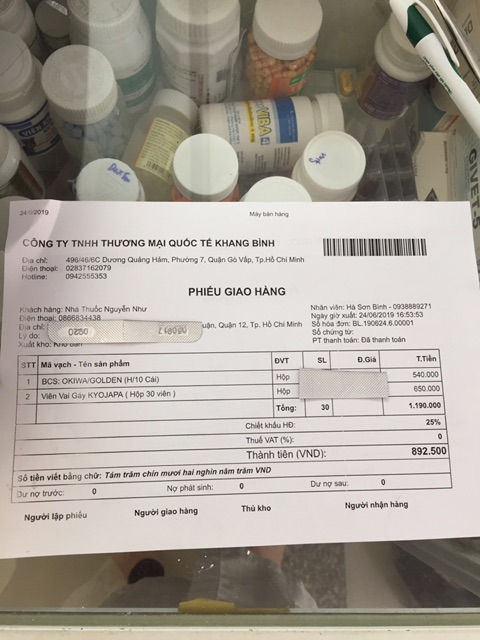 VIBA
24/6/2019
Máy bán hàng
CÔNG TY TNHH THƯƠNG MẠI QUỐC TẾ KHANG BÌNH
Địa chỉ: 496/46/6C Dương Quảng Hàm, Phường 7, Quận Gò Vấp, Tp.Hồ Chí Minh
Điện thoại: 02837162079
Hotline: 0942555353
PHIẾU GIAO HÀNG
Khách hàng: Nhà Thuốc Nguyễn Như
Điện thoại: 0866834438
Địa chỉ: uận, Quận 12, Tp. Hồ Chí Minh
Lý do:
Xuất kho:
Nhân viên: Hà Sơn Bình - 0938889271
Ngày giờ xuất: 24/06/2019 16:53:53
Số hóa đơn: BL.190624.6.00001
Số chứng từ:
PT thanh toán: Đã thanh toán
STT Mã vạch - Tên sản phẩm ĐVT SL Đ.Giá T.Tiền
1 BCS: OKIWA/GOLDEN (H/10 Cái) Hộp 540.000
2 Viên Vai Gáy KYOJAPA ( Hộp 30 viên ) Hộp 650.000
Tổng: 30 1.190.000
Chiết khấu HĐ: 25%
Thuế VAT (%): 0
Thành tiền (VND): 892.500
Số tiền viết bằng chữ: Tám trăm chín mươi hai nghìn năm trăm VND
Dư nợ trước: 0 Nợ phát sinh: 0 Dư nợ sau: 0
Người lập phiếu Người giao hàng Thủ kho Người nhận hàng